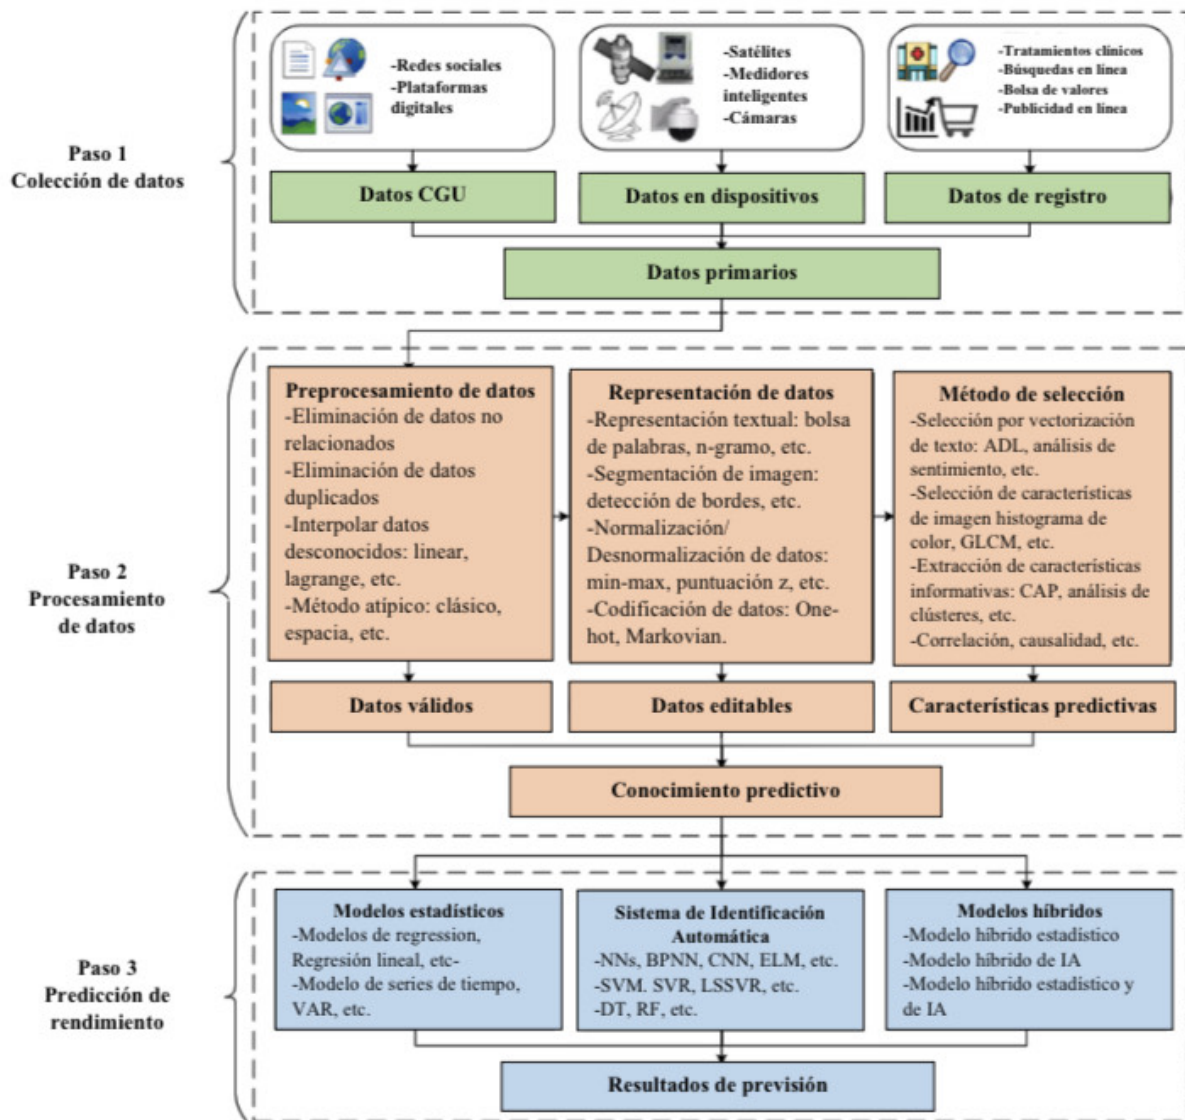 -Redes sociales
-Plataformas
digitales
-Satélites
-Medidores
inteligentes
-Cámaras
-Tratamientos clínicos
-Búsquedas en línea
-Bolsa de valores
-Publicidad en línea
Paso 1
Colección de datos
Datos CGU
Datos en dispositivos
Datos de registro
Datos primarios
Paso 2
Procesamiento
de datos
Preprocesamiento de datos
-Eliminación de datos no
relacionados
-Eliminación de datos
duplicados
-Interpolar datos
desconocidos: linear,
lagrange, etc.
-Método atípico: clásico,
espacia, etc.
Representación de datos
-Representación textual: bolsa
de palabras, n-gramo, etc.
-Segmentación de imagen:
detección de bordes, etc.
-Normalización/
Desnormalización de datos:
min-max, puntuación z, etc.
-Codificación de datos: One-
hot, Markovian.
Método de selección
-Selección por vectorización
de texto: ADL, análisis de
sentimiento, etc.
-Selección de características
de imagen histograma de
color, GLCM, etc.
-Extracción de características
informativas: CAP, análisis de
clústeres, etc.
-Correlación, causalidad, etc.
Datos válidos
Datos editables
Características predictivas
Conocimiento predictivo
Paso 3
Predicción de
rendimiento
Modelos estadísticos
-Modelos de regression,
Regresión lineal, etc-
-Modelo de series de tiempo,
VAR, etc.
Sistema de Identificación
Automática
-NNs, BPNN, CNN, ELM, etc.
-SVM. SVR, LSSVR, etc.
-DT, RF, etc.
Modelos híbridos
-Modelo híbrido estadístico
-Modelo híbrido de IA
-Modelo híbrido estadístico y
de IA
Resultados de previsión